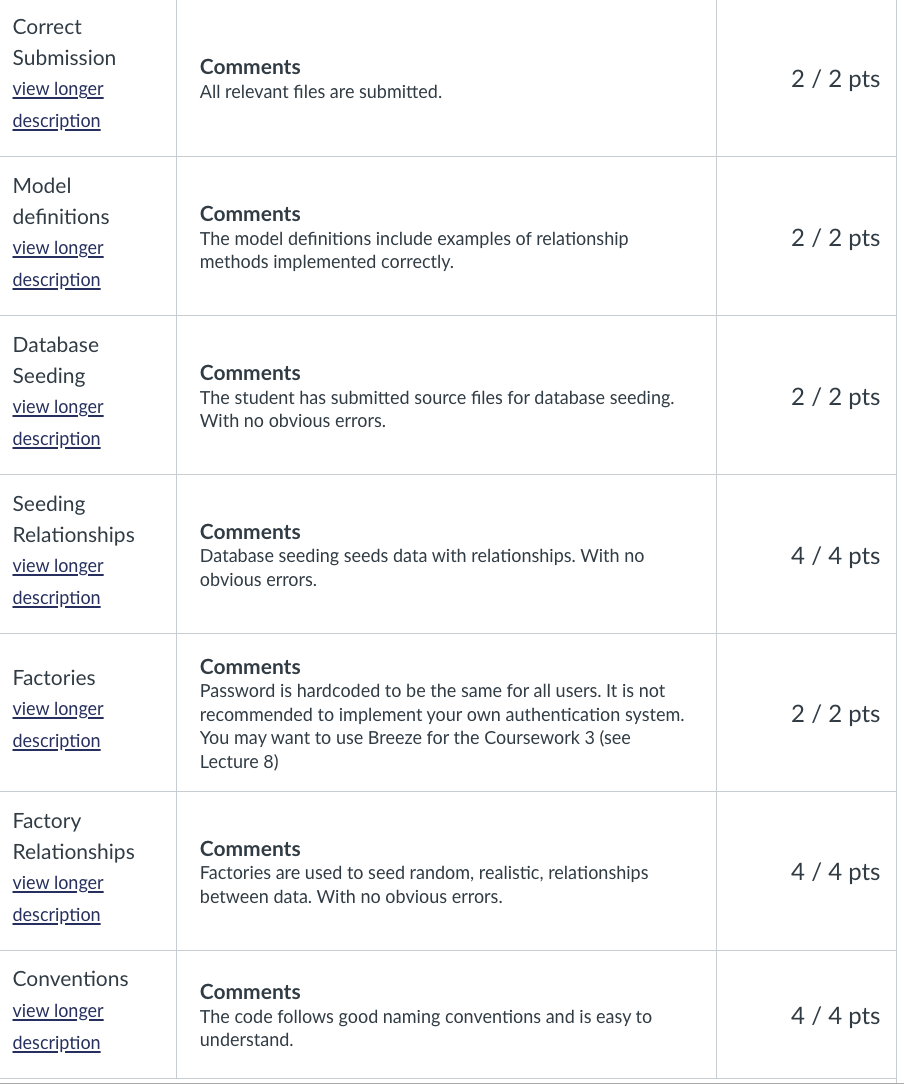 Correct
Submission
view longer
description
Comments
All relevant files are submitted.
2 / 2 pts
Model
definitions
view longer
description
Comments
The model definitions include examples of relationship
methods implemented correctly.
2 / 2 pts
Database
Seeding
view longer
description
Comments
The student has submitted source files for database seeding.
With no obvious errors.
2 / 2 pts
Seeding
Relationships
view longer
description
Comments
Database seeding seeds data with relationships. With no
obvious errors.
4 / 4 pts
Factories
view longer
description
Comments
Password is hardcoded to be the same for all users. It is not
recommended to implement your own authentication system.
You may want to use Breeze for the Coursework 3 (see
Lecture 8)
2 / 2 pts
Factory
Relationships
view longer
description
Comments
Factories are used to seed random, realistic, relationships
between data. With no obvious errors.
4 / 4 pts
Conventions
view longer
description
Comments
The code follows good naming conventions and is easy to
understand.
4 / 4 pts